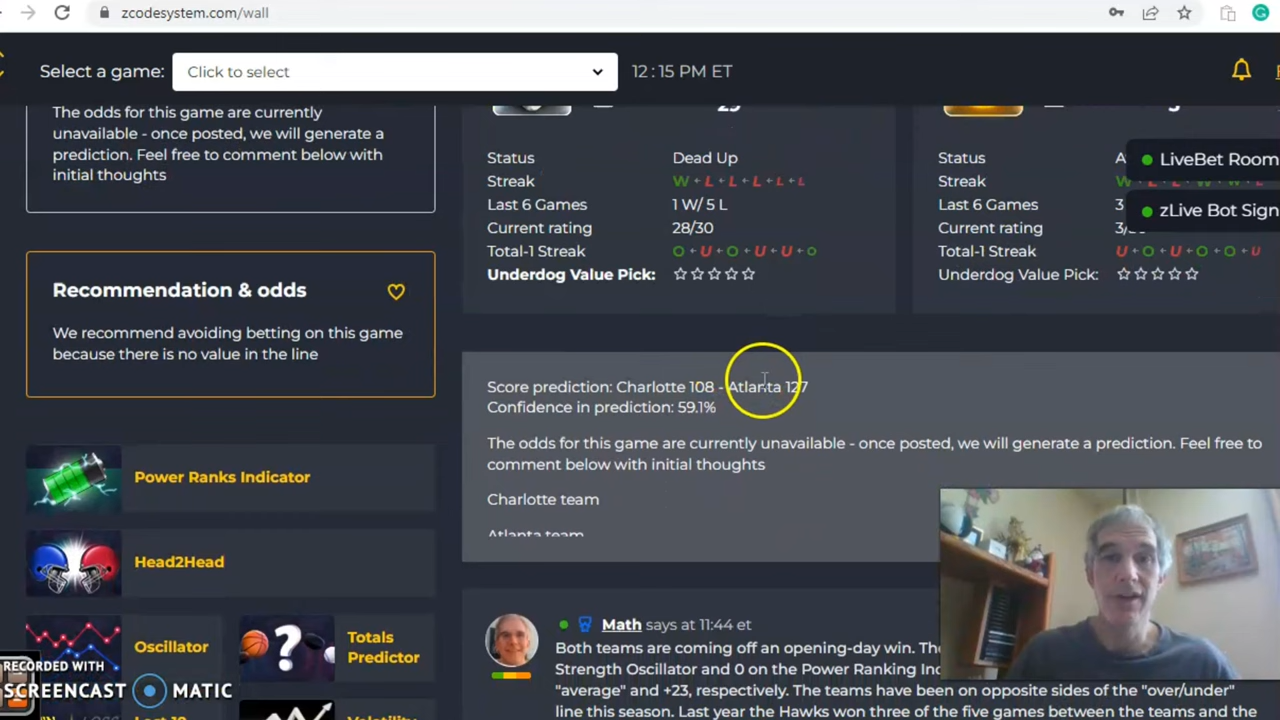 zcodesystem.com/wall
Select a game:
Click to select
12 : 15 PM ET
The odds for this game are currently
unavailable - once posted, we will generate a
prediction. Feel free to comment below with
initial thoughts
Recommendation & odds
We recommend avoiding betting on this game
because there is no value in the line
Power Ranks Indicator
Head2Head
Oscillator
Totals
Predictor
RECORDED WITH
SCREENCAST MATIC
Status Dead Up
Streak W L L L L L
Last 6 Games 1 W/ 5 L
Current rating 28/30
Total-1 Streak O U O U U O
Underdog Value Pick:
Status A
Streak W L L W W L
Last 6 Games 3
Current rating 3/
Total-1 Streak U O U O O U
Underdog Value Pick:
LiveBet Room
zLive Bot Sign
Score prediction: Charlotte 108 - Atlanta 127
Confidence in prediction: 59.1%
The odds for this game are currently unavailable - once posted, we will generate a prediction. Feel free to
comment below with initial thoughts
Charlotte team
Atlanta team
Math says at 11:44 et
Both teams are coming off an opening-day win. The
Strength Oscillator and 0 on the Power Ranking In
"average" and +23, respectively. The teams have been on opposite sides of the "over/under"
line this season. Last year the Hawks won three of the five games between the teams and the